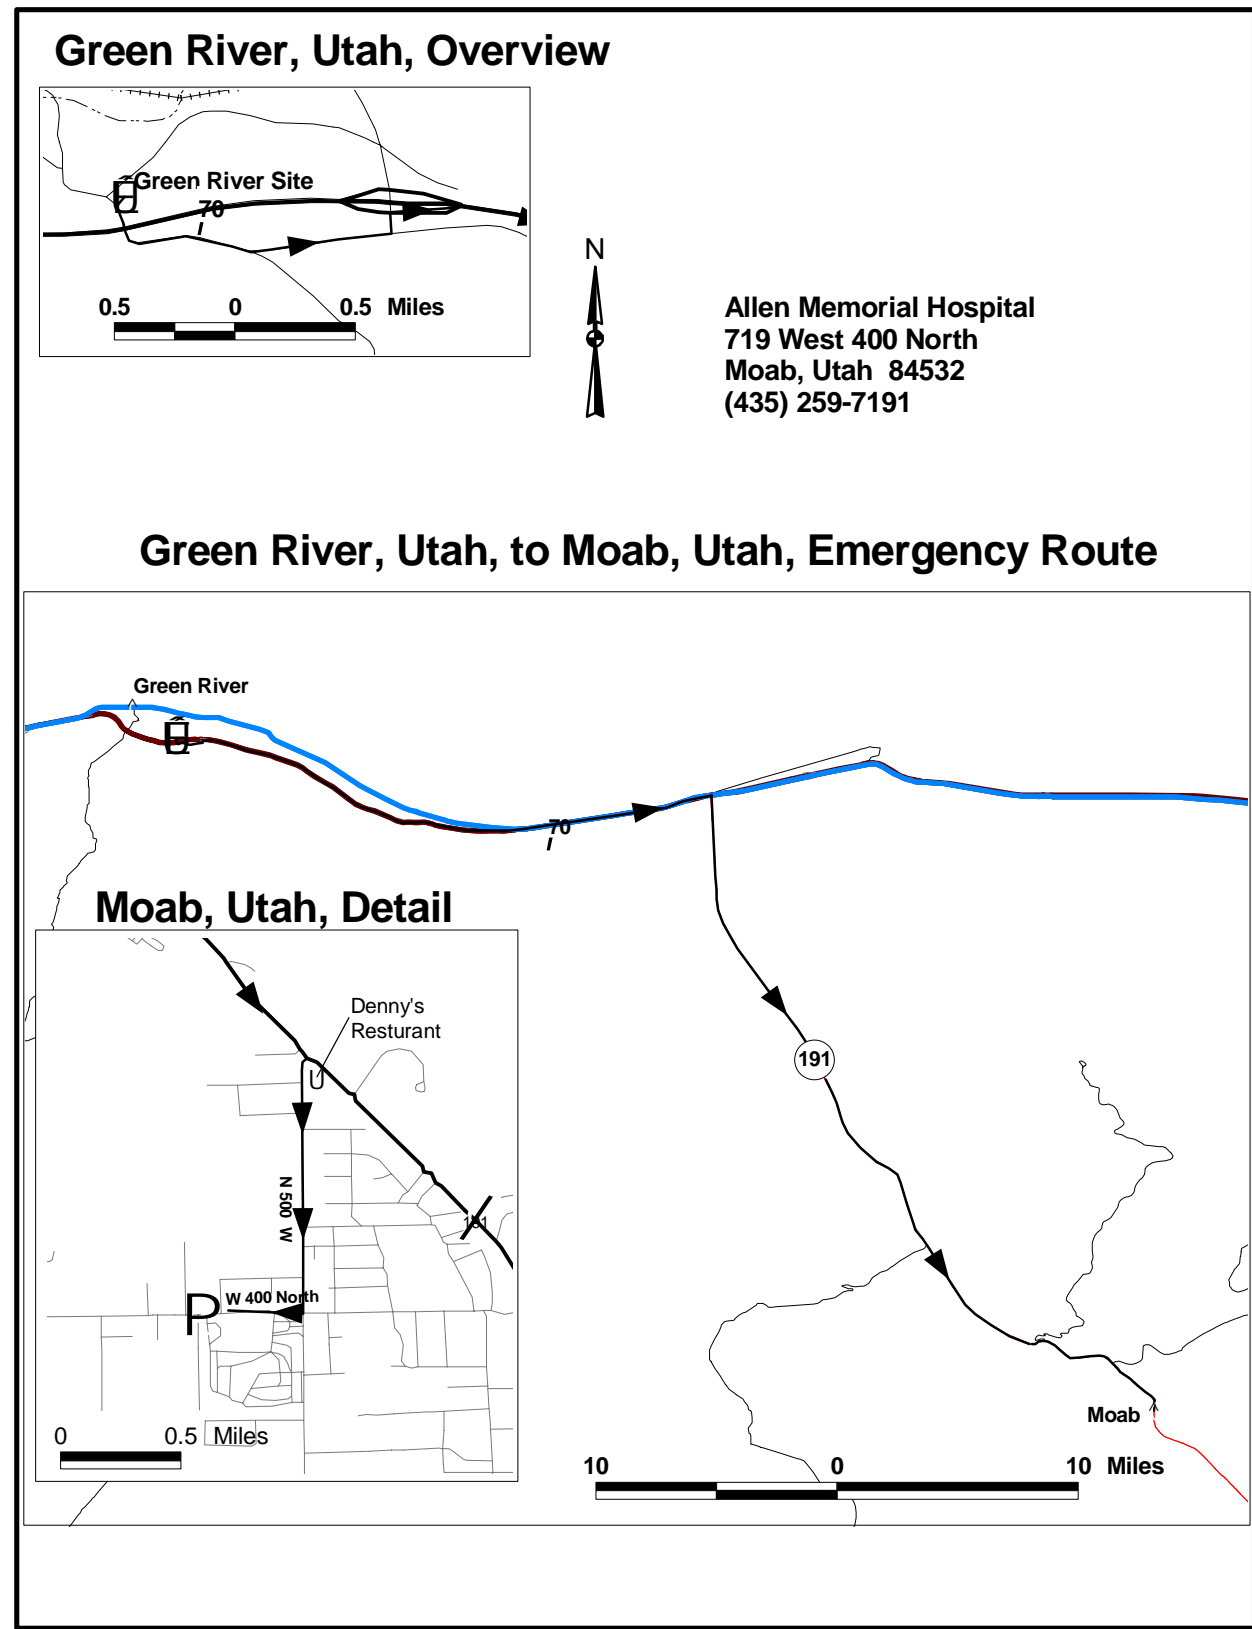 Green River, Utah, Overview
Green River Site
70
0.5 0 0.5 Miles
N
Allen Memorial Hospital
719 West 400 North
Moab, Utah 84532
(435) 259-7191
Green River, Utah, to Moab, Utah, Emergency Route
Green River
70
191
Moab
10 0 10 Miles
Moab, Utah, Detail
Denny's
Resturant
U
N 500 W
W 400 North
P
0 0.5 Miles